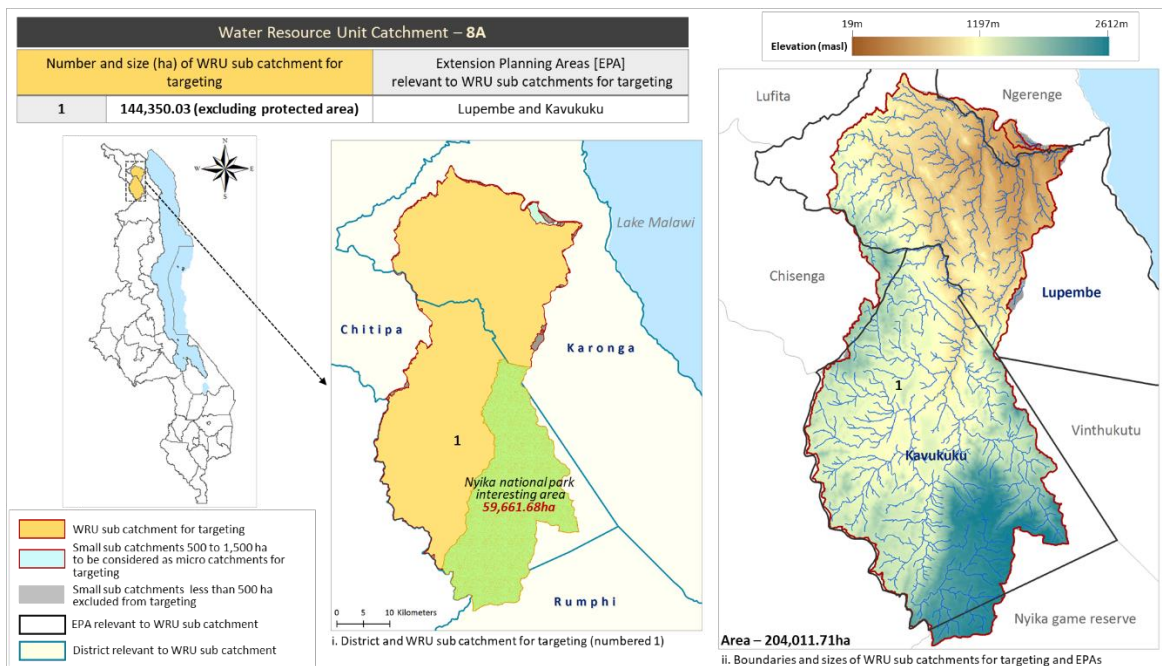 Water Resource Unit Catchment – 8A
Number and size (ha) of WRU sub catchment for
targeting
Extension Planning Areas [EPA]
relevant to WRU sub catchments for targeting
1
144,350.03 (excluding protected area)
Lupembe and Kavukuku
N
W
E
S
Lake Malawi
Chitipa
Karonga
1
Nyika national park
interesting area
59,661.68ha
Rumphi
0 5 10 Kilometers
i. District and WRU sub catchment for targeting (numbered 1)
WRU sub catchment for targeting
Small sub catchments 500 to 1,500 ha
to be considered as micro catchments for
targeting
Small sub catchments less than 500 ha
excluded from targeting
EPA relevant to WRU sub catchment
District relevant to WRU sub catchment
19m
1197m
2612m
Elevation (masl)
Lufita
Ngerenge
Chisenga
Lupembe
1
Vinthukutu
Kavukuku
Nyika game reserve
Area – 204,011.71ha
ii. Boundaries and sizes of WRU sub catchments for targeting and EPAs